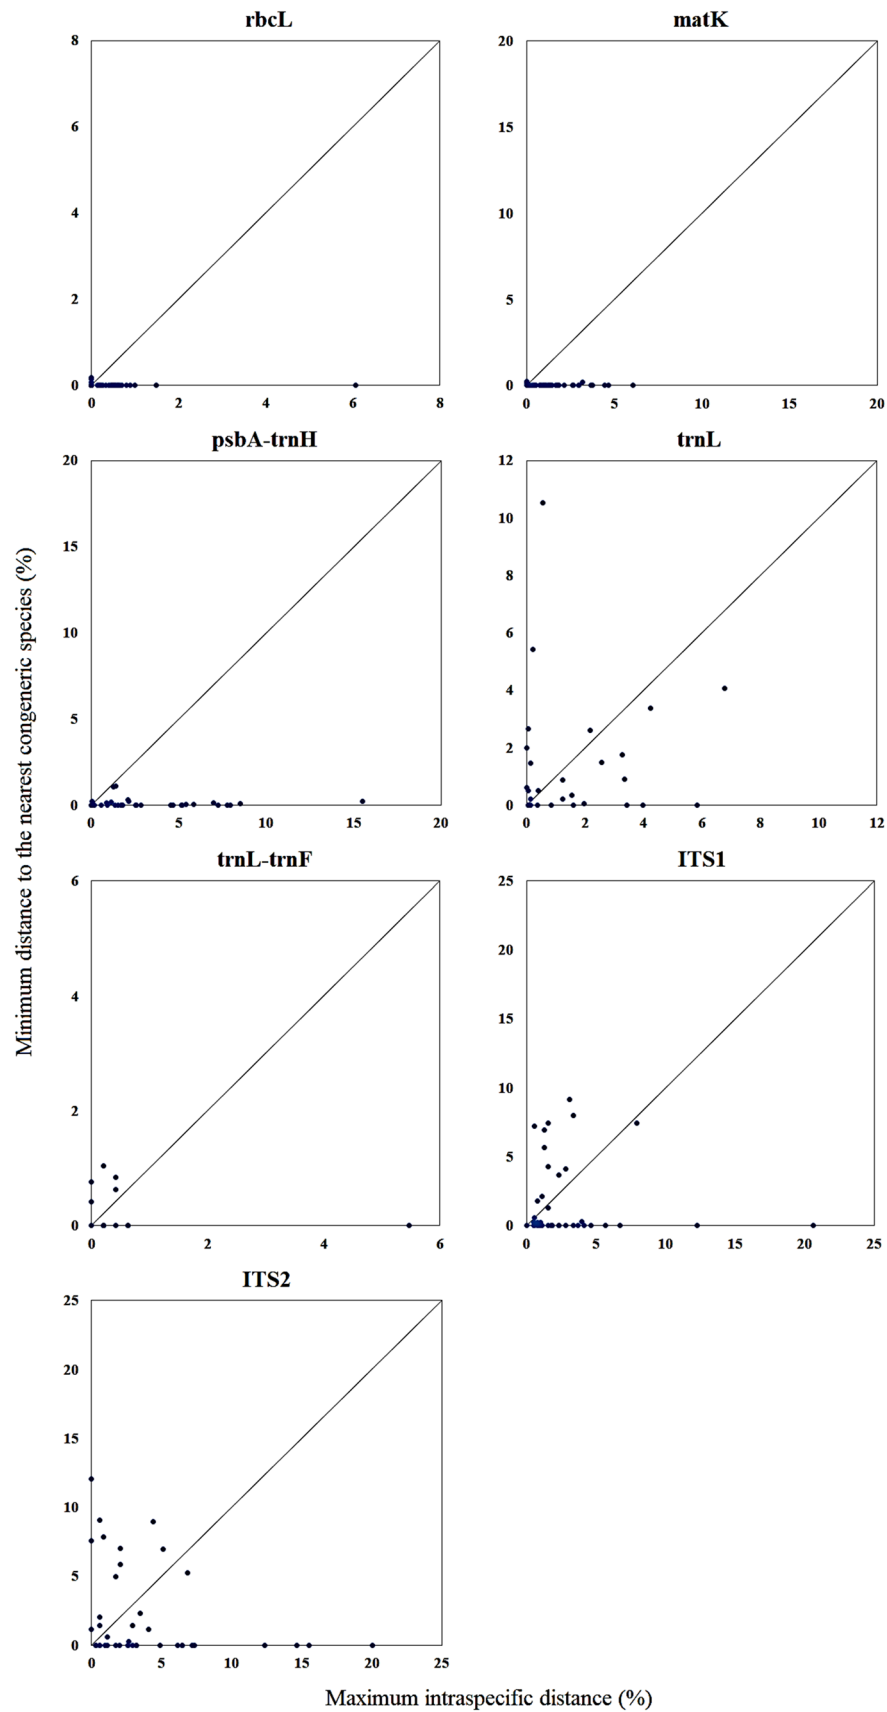 rbcL
8
6
4
2
0
0 2 4 6 8
matK
20
15
10
5
0
0 5 10 15 20
psbA-trnH
20
15
10
5
0
0 5 10 15 20
trnL
12
10
8
6
4
2
0
0 2 4 6 8 10 12
Minimum distance to the nearest congeneric species (%)
trnL-trnF
6
4
2
0
0 2 4 6
ITS1
25
20
15
10
5
0
0 5 10 15 20 25
ITS2
25
20
15
10
5
0
0 5 10 15 20 25
Maximum intraspecific distance (%)